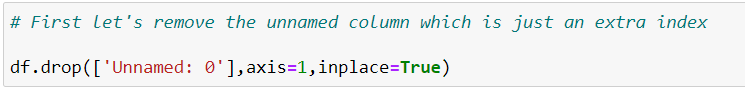 # First let's remove the unnamed column which is just an extra index
df.drop(['Unnamed: 0'],axis=1,inplace=True)